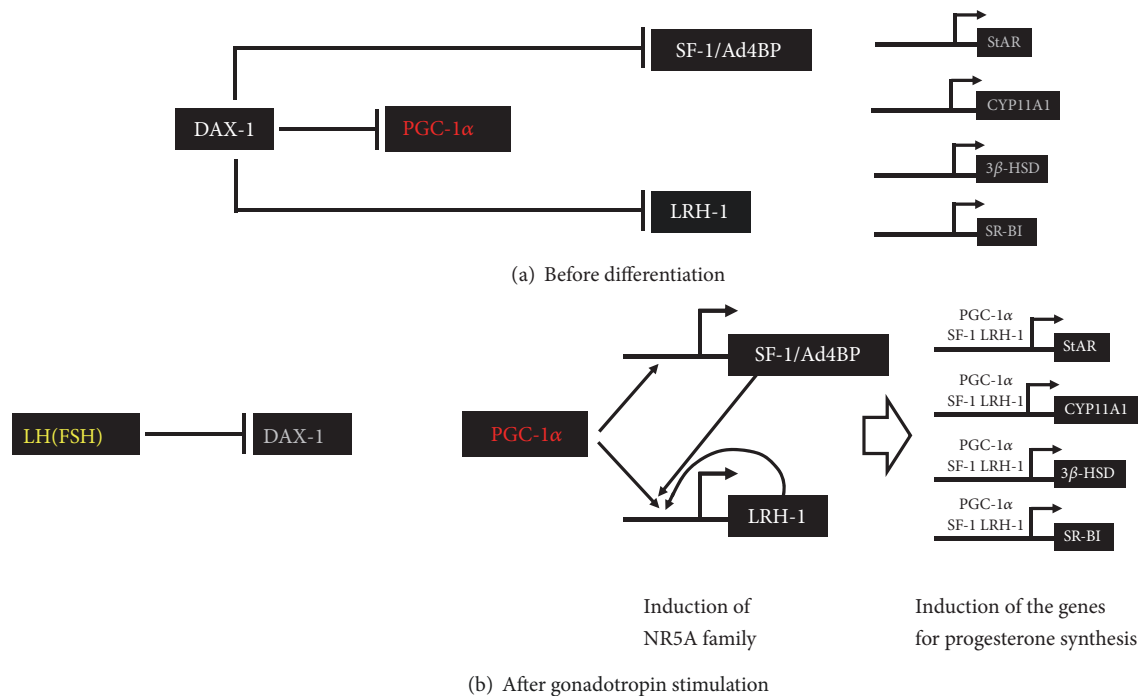 SF-1/Ad4BP
StAR
CYP11A1
DAX-1
PGC-1α
3β-HSD
LRH-1
SR-BI
(a) Before differentiation
PGC-1α
SF-1 LRH-1
StAR
SF-1/Ad4BP
PGC-1α
SF-1 LRH-1
CYP11A1
LH(FSH)
DAX-1
PGC-1α
PGC-1α
SF-1 LRH-1
3β-HSD
LRH-1
PGC-1α
SF-1 LRH-1
SR-BI
Induction of
NR5A family
Induction of the genes
for progesterone synthesis
(b) After gonadotropin stimulation